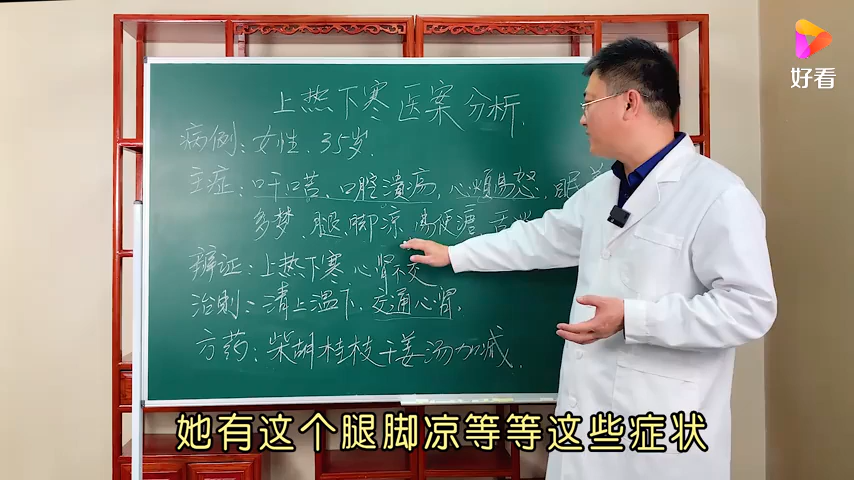 好看
上热下寒医案分析.
病例:女性.35岁.
主症:口干口苦、口腔溃疡,心烦易怒,眠
多梦、腿、脚凉,易便溏、舌
辨证:上热下寒 心肾不交
治则:清上温下,交通心肾.
方药:柴胡桂枝干姜汤加减.
她有这个腿脚凉等等这些症状